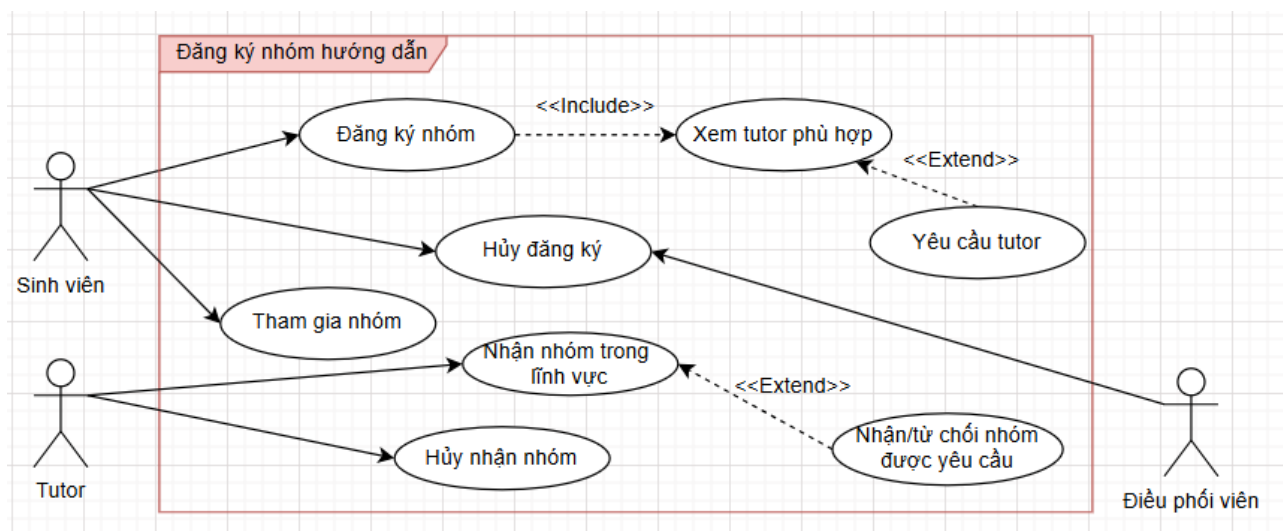 Đăng ký nhóm hướng dẫn
<<Include>>
Đăng ký nhóm
Xem tutor phù hợp
<<Extend>>
Yêu cầu tutor
Hủy đăng ký
Sinh viên
Tham gia nhóm
Nhận nhóm trong
lĩnh vực
<<Extend>>
Nhận/từ chối nhóm
được yêu cầu
Hủy nhận nhóm
Tutor
Điều phối viên